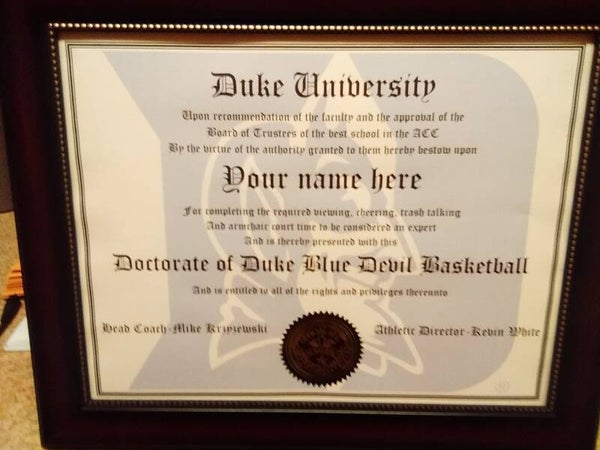 Duke University
Upon recommendation of the faculty and the approval of the
Board of Trustees of the best school in the ACC
By the virtue of the authority granted to them hereby bestow upon
Your name here
For completing the required viewing, cheering, trash talking
And armchair court time to be considered an expert
And is thereby presented with this
Doctorate of Duke Blue Devil Basketball
And is entitled to all of the rights and privileges thereunto
Head Coach-Mike Krzyzewski
Athletic Director-Kevin White